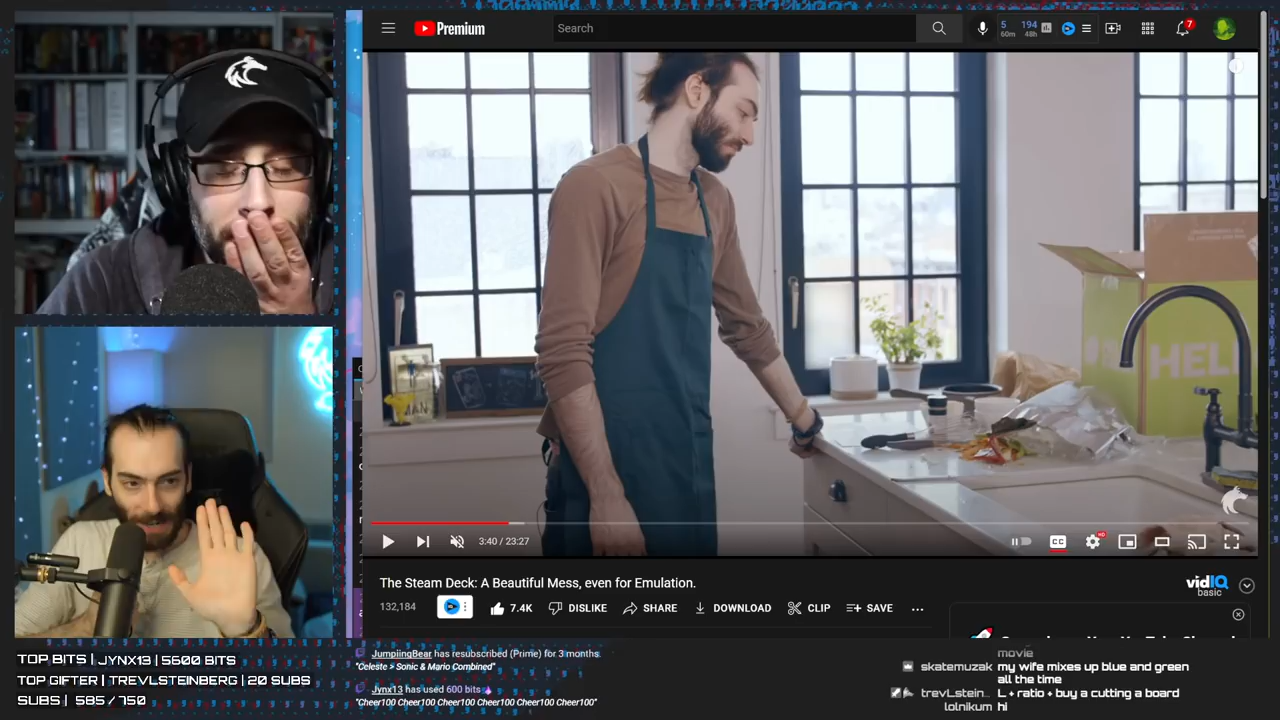 Premium
Search
5
60m
194
48h
7
HELL
3:40 / 23:27
CC
HD
The Steam Deck: A Beautiful Mess, even for Emulation.
132,184
7.4K
DISLIKE
SHARE
DOWNLOAD
CLIP
SAVE
...
vidIQ
basic
TOP BITS | JYNX13 | 5600 BITS
TOP GIFTER | TREVLSTEINBERG | 20 SUBS
SUBS | 585 / 750
JumpiingBear has resubscribed (Prime) for 3 months
"Celeste > Sonic & Mario Combined"
Jynx13 has used 600 bits
"Cheer100 Cheer100 Cheer100 Cheer100 Cheer100 Cheer100"
movie
skatemuzak my wife mixes up blue and green
all the time
trevLstein... L + ratio + buy a cutting a board
lolnikum hi